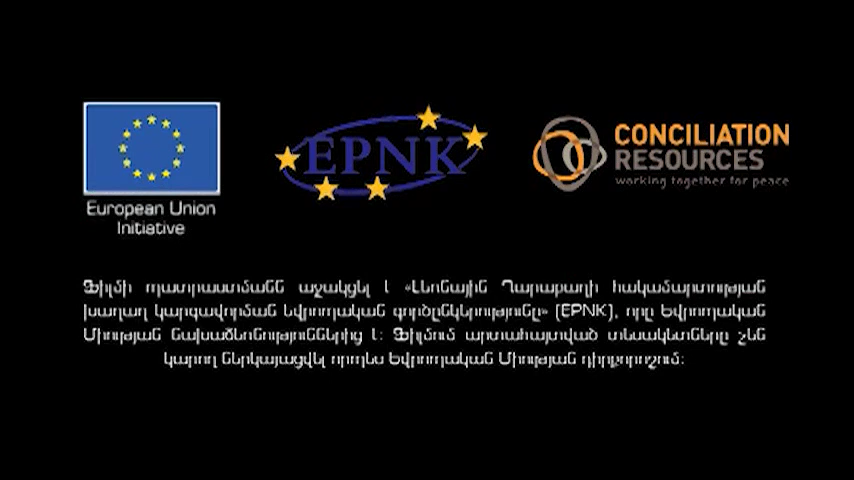 European Union
Initiative
EPNK
CONCILIATION
RESOURCES
working together for peace
Ֆիլմի պատրաստմանն աջակցել է «Լեռնային Ղարաբաղի հակամարտության
խաղաղ կարգավորման եվրոպական գործընկերությունը» (EPNK), որը Եվրոպական
Միության նախաձեռնություններից է: Ֆիլմում արտահայտված տեսակետները չեն
կարող ներկայացվել որպես Եվրոպական Միության դիրքորոշում: